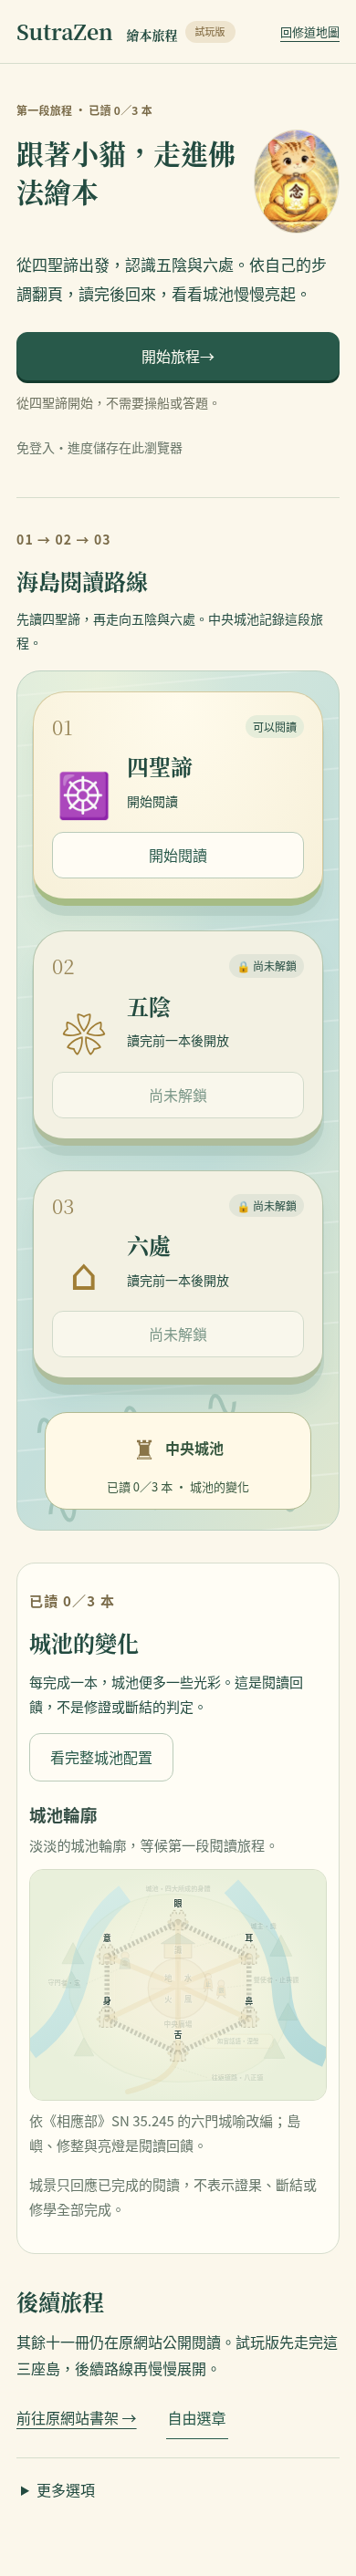 SutraZen 繪本旅程 試玩版 回修道地圖
第一段旅程・已讀 0／3 本
跟著小貓，走進佛
法繪本
念
從四聖諦出發，認識五陰與六處。依自己的步
調翻頁，讀完後回來，看看城池慢慢亮起。
開始旅程→
從四聖諦開始，不需要操船或答題。
免登入・進度儲存在此瀏覽器
01 → 02 → 03
海島閱讀路線
先讀四聖諦，再走向五陰與六處。中央城池記錄這段旅
程。
01 可以閱讀
四聖諦
開始閱讀
開始閱讀
02 尚未解鎖
五陰
讀完前一本後開放
尚未解鎖
03 尚未解鎖
六處
讀完前一本後開放
尚未解鎖
中央城池
已讀 0／3 本・城池的變化
已讀 0／3 本
城池的變化
每完成一本，城池便多一些光彩。這是閱讀回
饋，不是修證或斷結的判定。
看完整城池配置
城池輪廓
淡淡的城池輪廓，等候第一段閱讀旅程。
眼
意 耳
身 鼻
舌
依《相應部》SN 35.245 的六門城喻改編；島
嶼、修整與亮燈是閱讀回饋。
城景只回應已完成的閱讀，不表示證果、斷結或
修學全部完成。
後續旅程
其餘十一冊仍在原網站公開閱讀。試玩版先走完這
三座島，後續路線再慢慢展開。
前往原網站書架 → 自由選章
更多選項